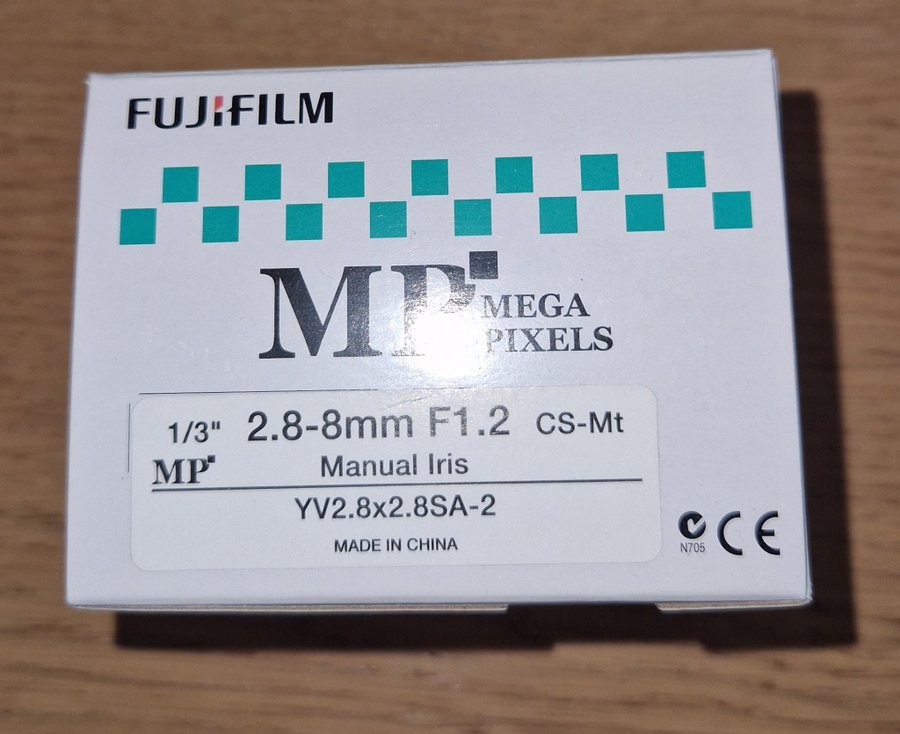 FUJIFILM
MP MEGA
PIXELS
1/3" 2.8-8mm F1.2 CS-Mt
MP Manual Iris
YV2.8x2.8SA-2
MADE IN CHINA
N705
CE